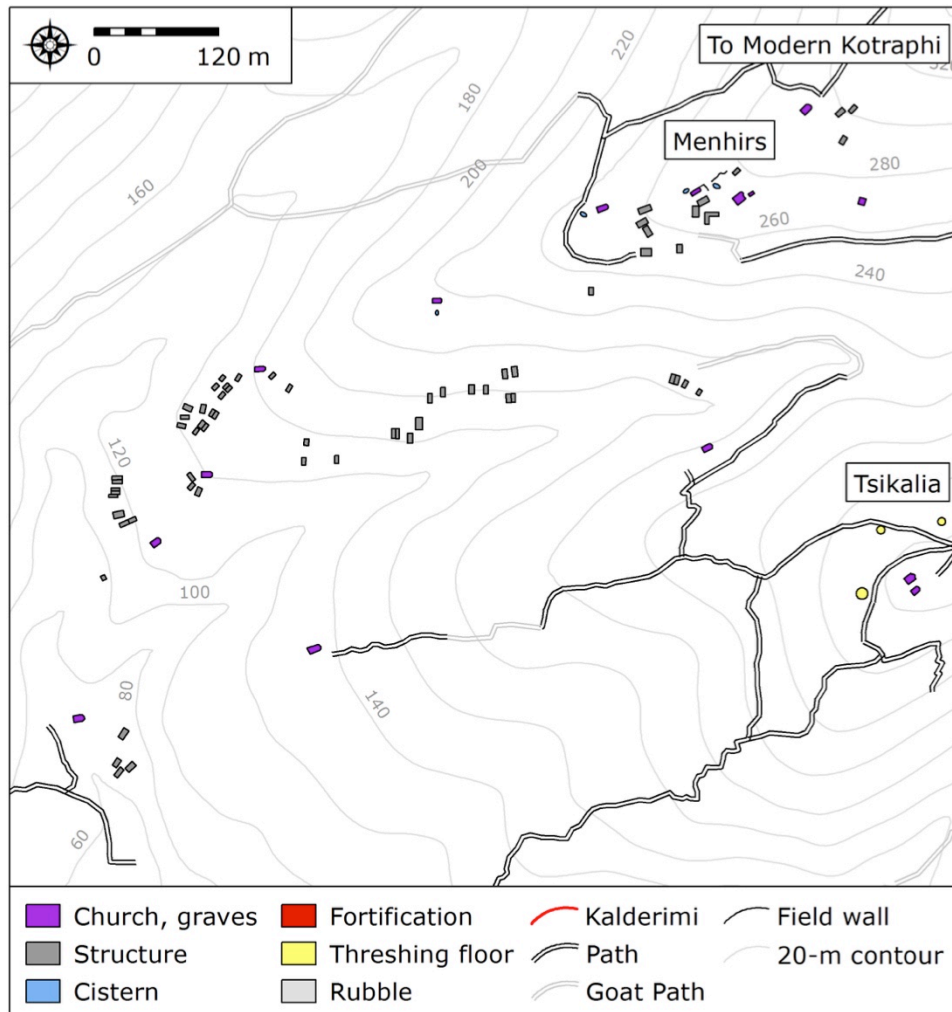 0 120 m
To Modern Kotraphi
220
180
Menhirs
200
280
160
260
240
120
Tsikalia
100
80
140
60
Church, graves
Fortification
Kalderimi
Field wall
Structure
Threshing floor
Path
20-m contour
Cistern
Rubble
Goat Path